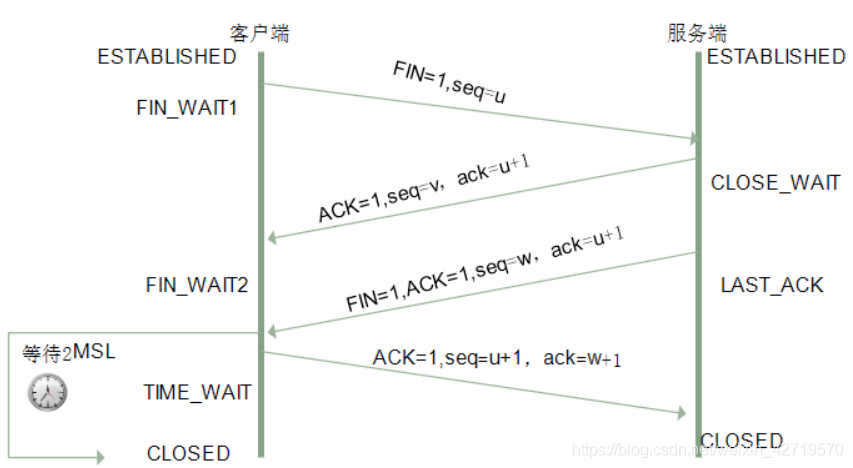 客户端
服务端
ESTABLISHED
ESTABLISHED
FIN=1,seq=u
FIN_WAIT1
ACK=1,seq=v，ack=u+1
CLOSE_WAIT
FIN=1,ACK=1,seq=w，ack=u+1
FIN_WAIT2
LAST_ACK
等待2MSL
ACK=1,seq=u+1，ack=w+1
TIME_WAIT
CLOSED
CLOSED
https://blog.csdn.net/weixin_42719570